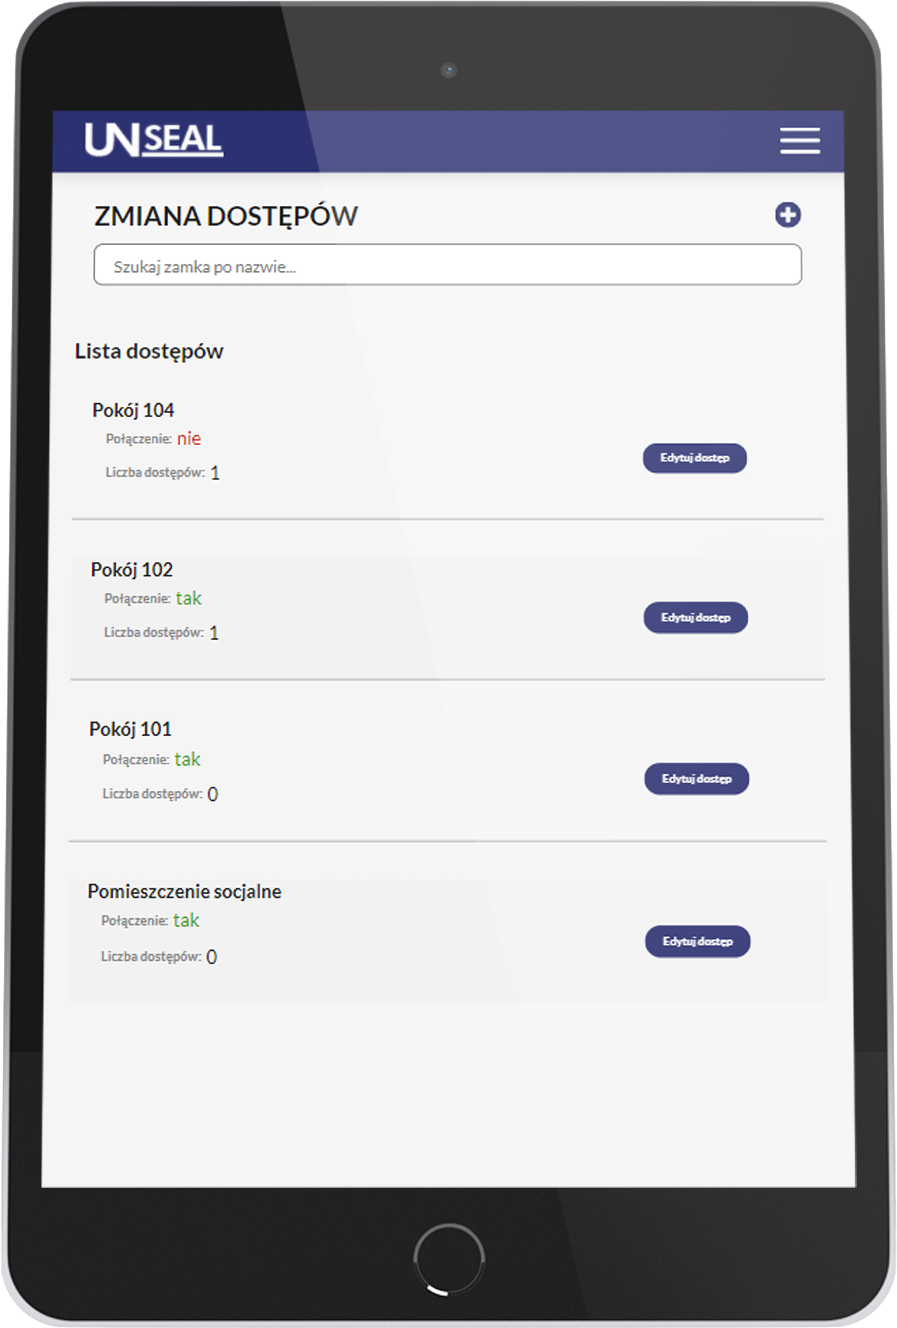 UNSEAL
ZMIANA DOSTĘPÓW
Szukaj zamka po nazwie...
Lista dostępów
Pokój 104
Połączenie: nie
Liczba dostępów: 1
Edytuj dostęp
Pokój 102
Połączenie: tak
Liczba dostępów: 1
Edytuj dostęp
Pokój 101
Połączenie: tak
Liczba dostępów: 0
Edytuj dostęp
Pomieszczenie socjalne
Połączenie: tak
Liczba dostępów: 0
Edytuj dostęp